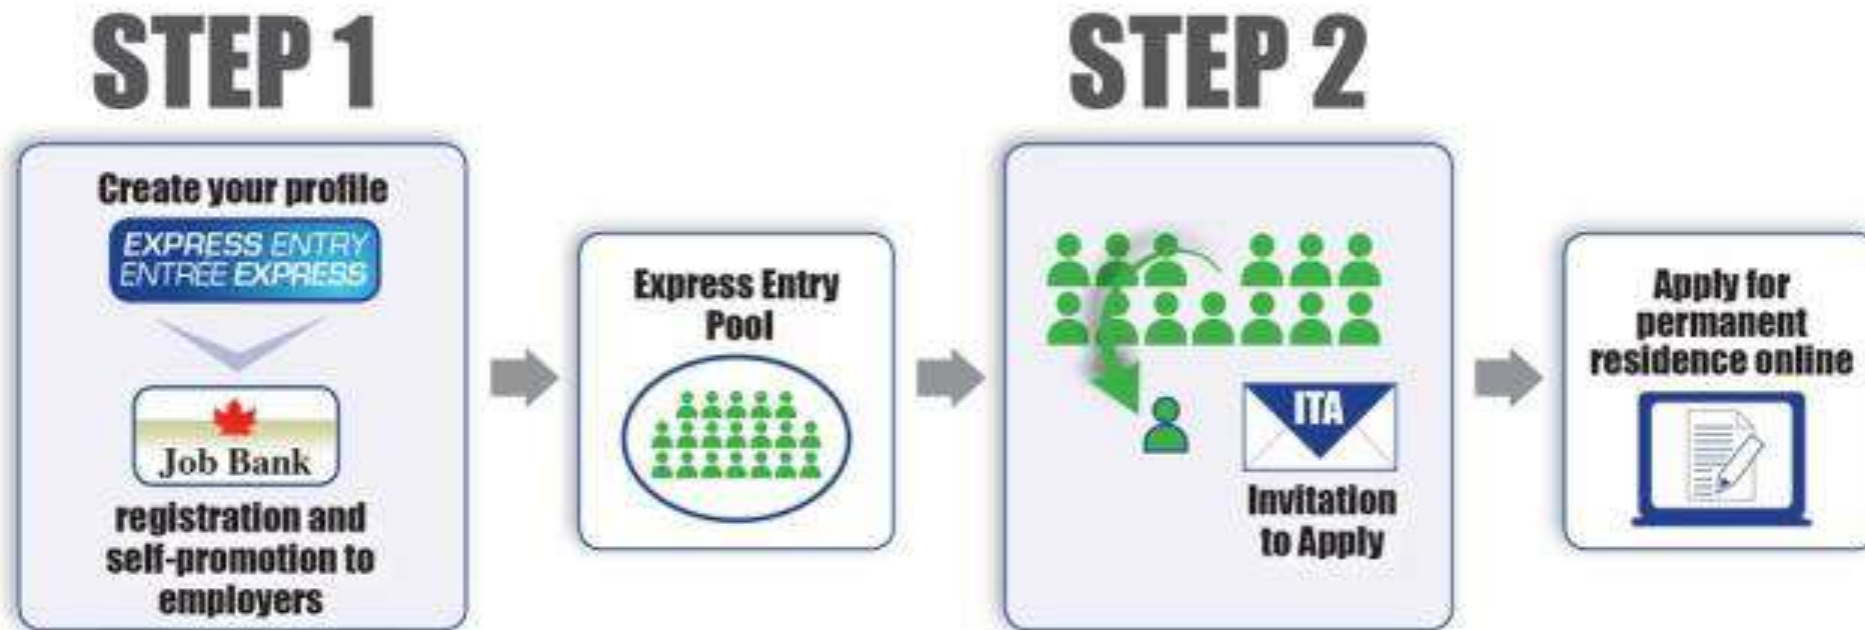 STEP 1
Create your profile
EXPRESS ENTRY
ENTREE EXPRESS
Job Bank
registration and
self-promotion to
employers
Express Entry
Pool
STEP 2
ITA
Invitation
to Apply
Apply for
permanent
residence online